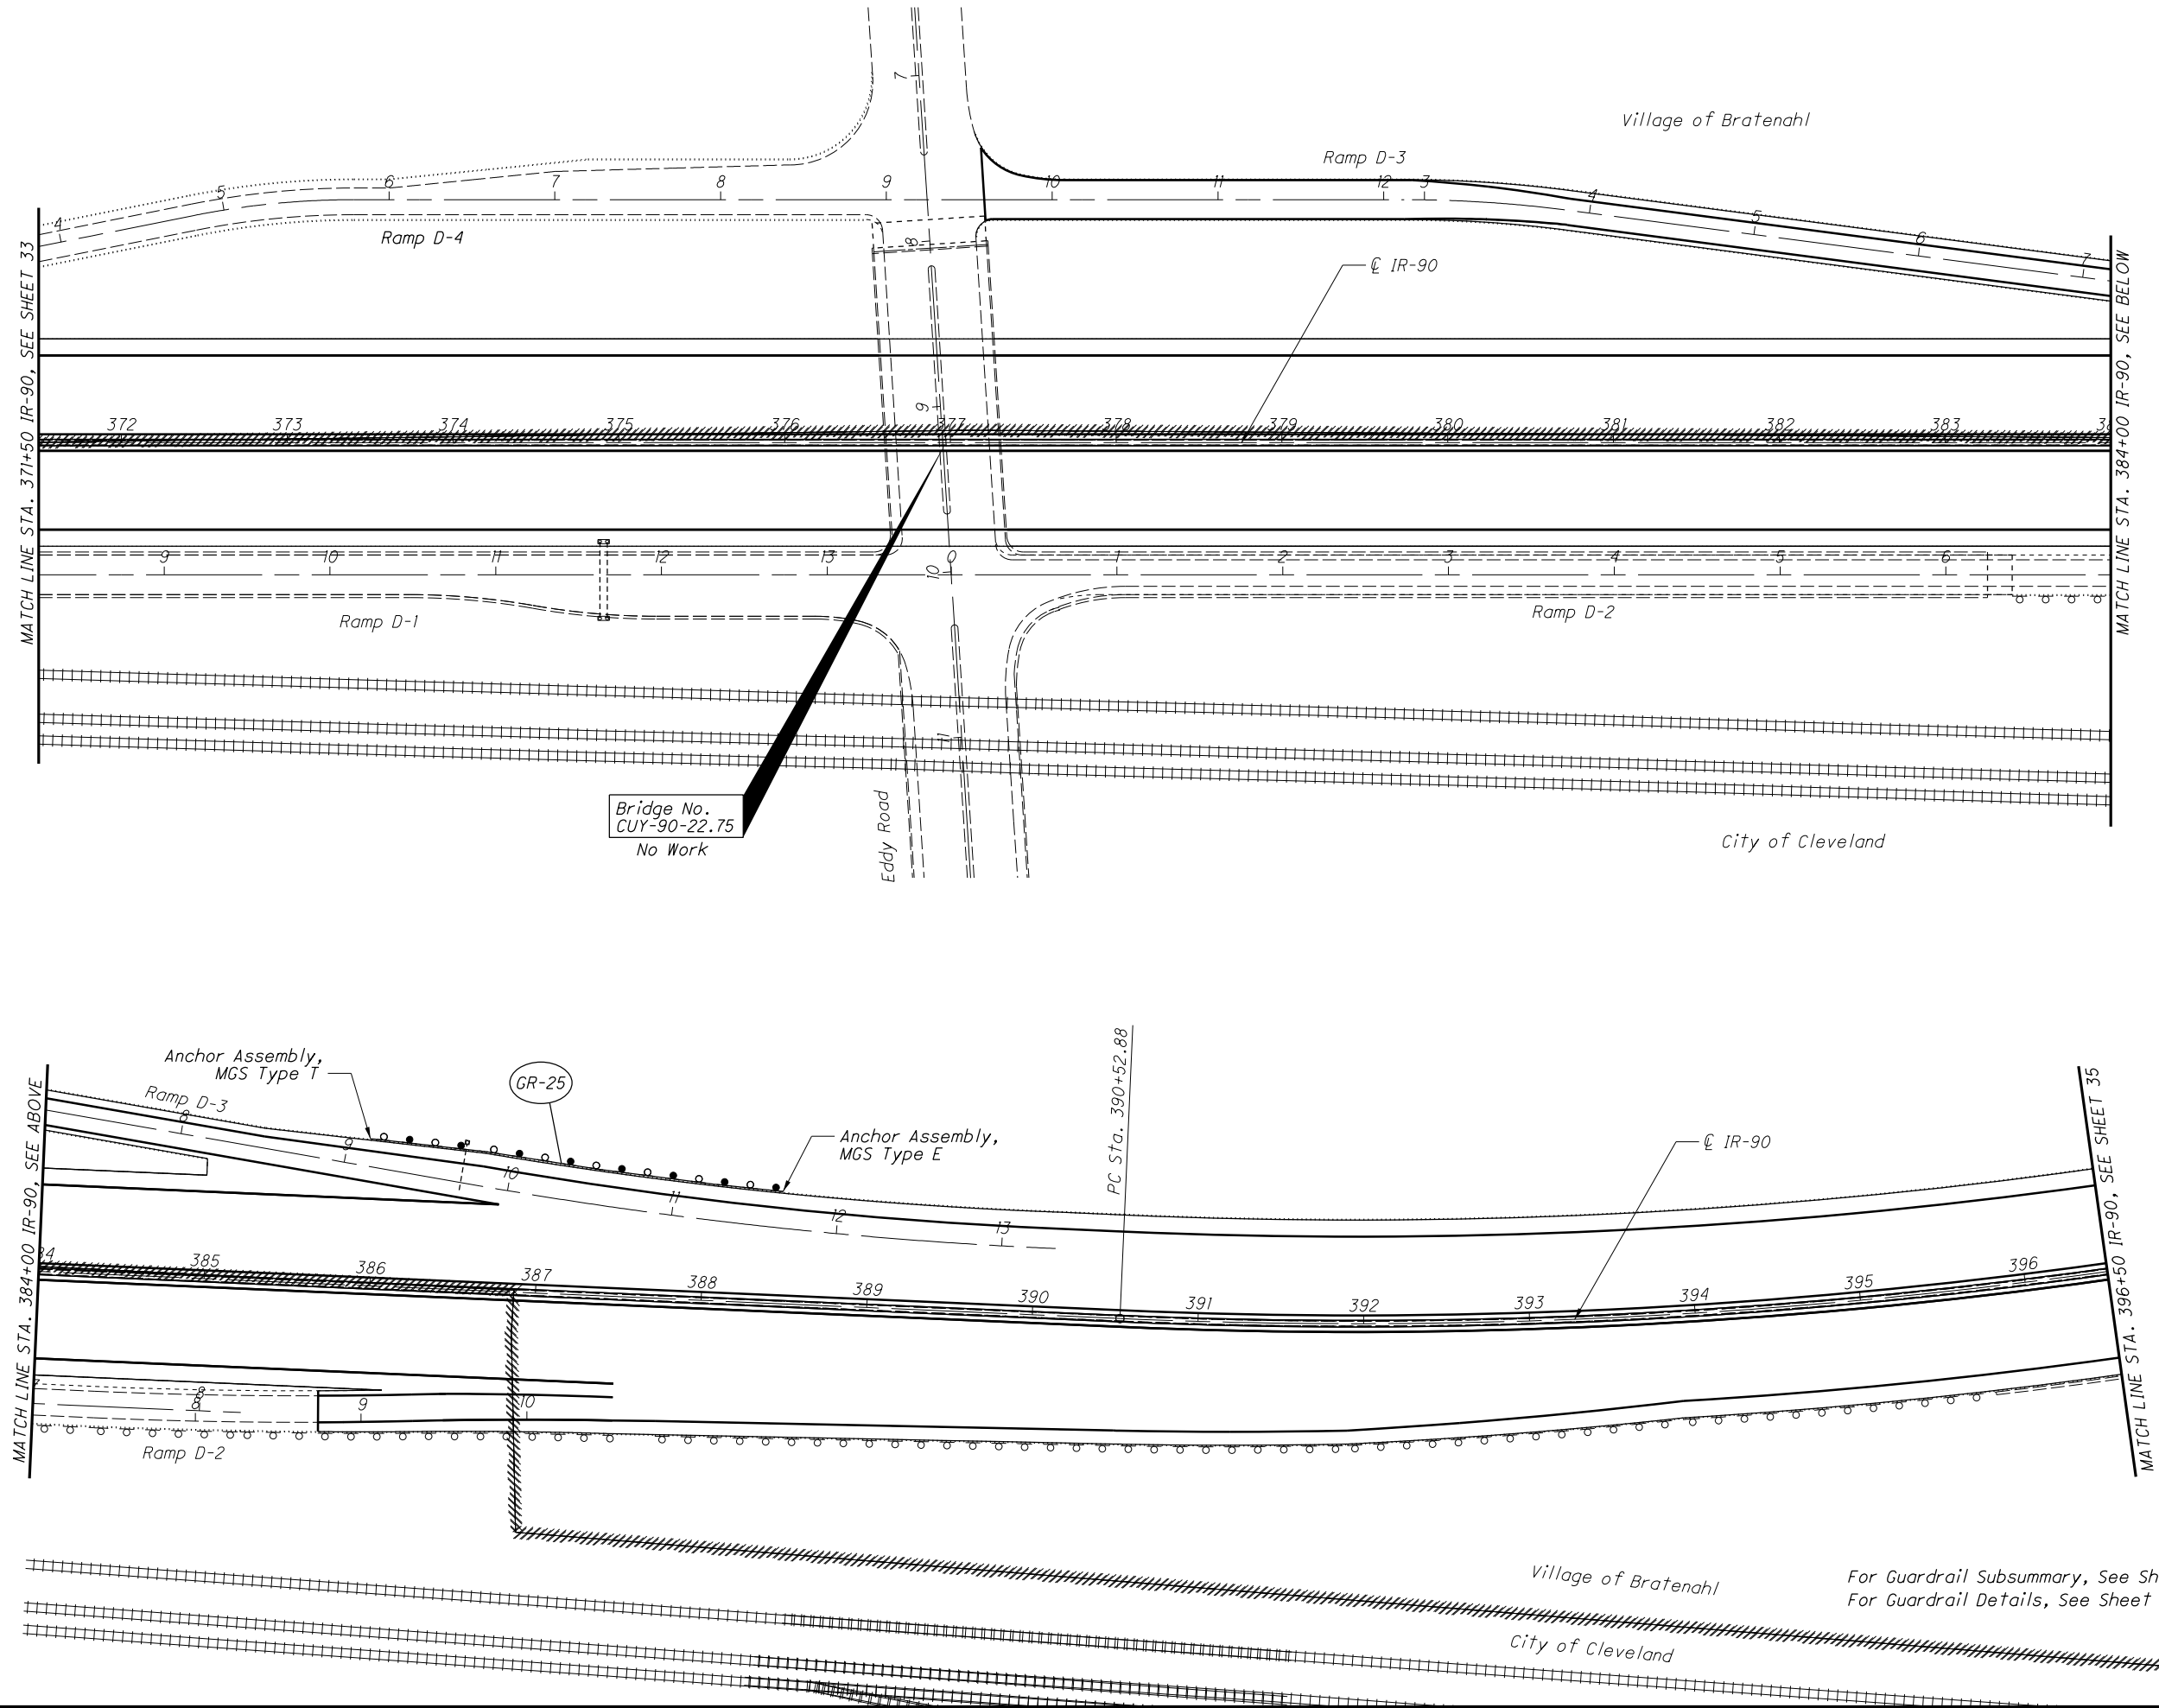 7
Village of Bratenahl
Ramp D-3
4 5 6 7 8 9 10 11 12 3 4 5 6 7
Ramp D-4
8
℄ IR-90
MATCH LINE STA. 371+50 IR-90, SEE SHEET 33
MATCH LINE STA. 384+00 IR-90, SEE BELOW
9
372 373 374 375 376 377 378 379 380 381 382 383 38
9 10 11 12 13 0 1 2 3 4 5 6
10
Ramp D-1
Ramp D-2
11
Bridge No.
CUY-90-22.75
No Work
Eddy Road
City of Cleveland
MATCH LINE STA. 384+00 IR-90, SEE ABOVE
Anchor Assembly,
MGS Type T
GR-25
Ramp D-3
8 9 10 11 12 13
Anchor Assembly,
MGS Type E
PC Sta. 390+52.88
℄ IR-90
MATCH LINE STA. 396+50 IR-90, SEE SHEET 35
84 385 386 387 388 389 390 391 392 393 394 395 396
7 8
8 9 10
Ramp D-2
Village of Bratenahl
City of Cleveland
For Guardrail Subsummary, See Sh
For Guardrail Details, See Sheet